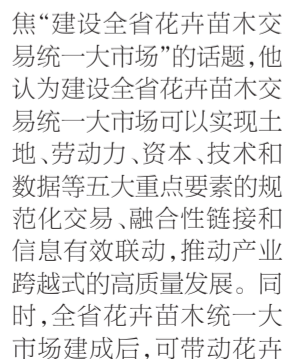 焦“建设全省花卉苗木交
易统一大市场”的话题,他
认为建设全省花卉苗木交
易统一大市场可以实现土
地、劳动力、资本、技术和
数据等五大重点要素的规
范化交易、融合性链接和
信息有效联动,推动产业
跨越式的高质量发展。同
时,全省花卉苗木统一大
市场建成后,可带动花卉